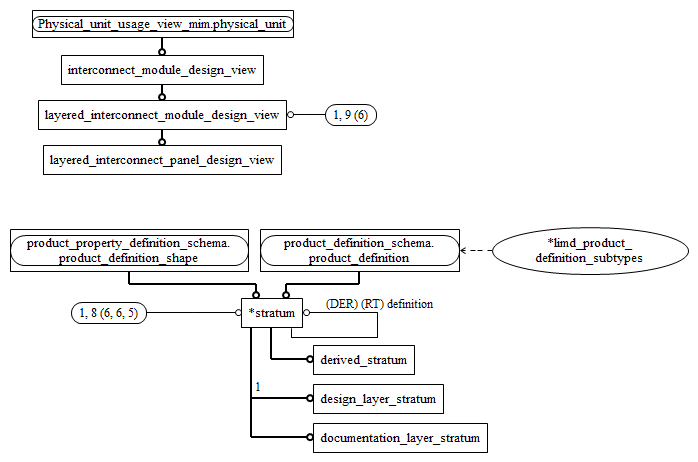 Physical_unit_usage_view_mim.physical_unit
interconnect_module_design_view
layered_interconnect_module_design_view
1, 9 (6)
layered_interconnect_panel_design_view
product_property_definition_schema.
product_definition_shape
product_definition_schema.
product_definition
*limd_product_
definition_subtypes
1, 8 (6, 6, 5)
*stratum
(DER) (RT) definition
derived_stratum
1
design_layer_stratum
documentation_layer_stratum